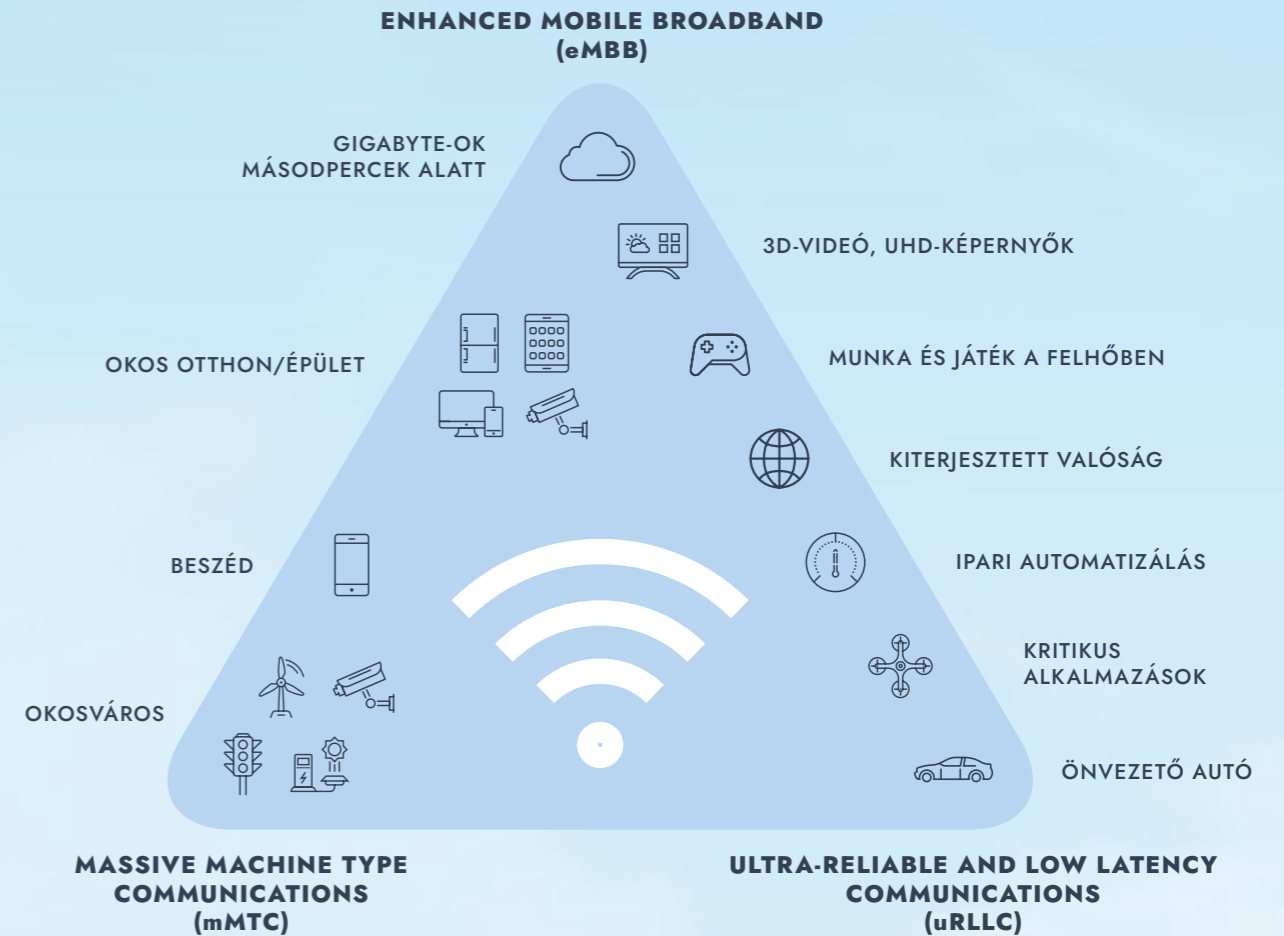 ENHANCED MOBILE BROADBAND
(eMBB)
GIGABYTE-OK
MÁSODPERCEK ALATT
3D-VIDEÓ, UHD-KÉPERNYŐK
OKOS OTTHON/ÉPÜLET
MUNKA ÉS JÁTÉK A FELHŐBEN
KITERJESZTETT VALÓSÁG
BESZÉD
IPARI AUTOMATIZÁLÁS
KRITIKUS
ALKALMAZÁSOK
OKOSVÁROS
ÖNVEZETŐ AUTÓ
MASSIVE MACHINE TYPE
COMMUNICATIONS
(mMTC)
ULTRA-RELIABLE AND LOW LATENCY
COMMUNICATIONS
(uRLLC)